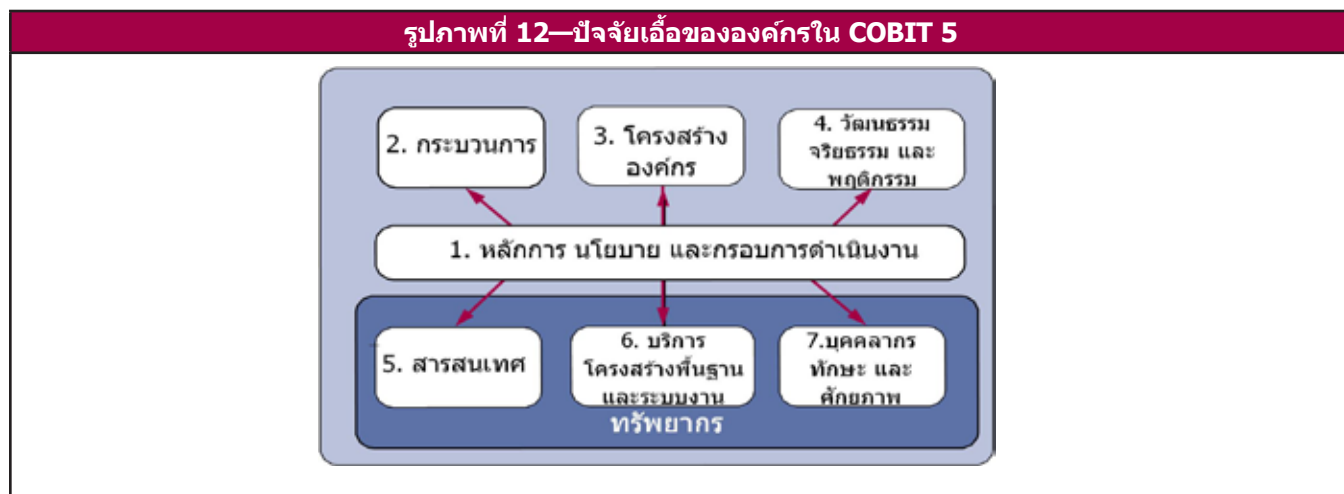 รูปภาพที่ 12—ปัจจัยเอื้อขององค์กรใน COBIT 5
2. กระบวนการ
3. โครงสร้าง
องค์กร
4. วัฒนธรรม
จริยธรรม และ
พฤติกรรม
1. หลักการ นโยบาย และกรอบการดำเนินงาน
5. สารสนเทศ
6. บริการ
โครงสร้างพื้นฐาน
และระบบงาน
7.บุคคลากร
ทักษะ และ
ศักยภาพ
ทรัพยากร